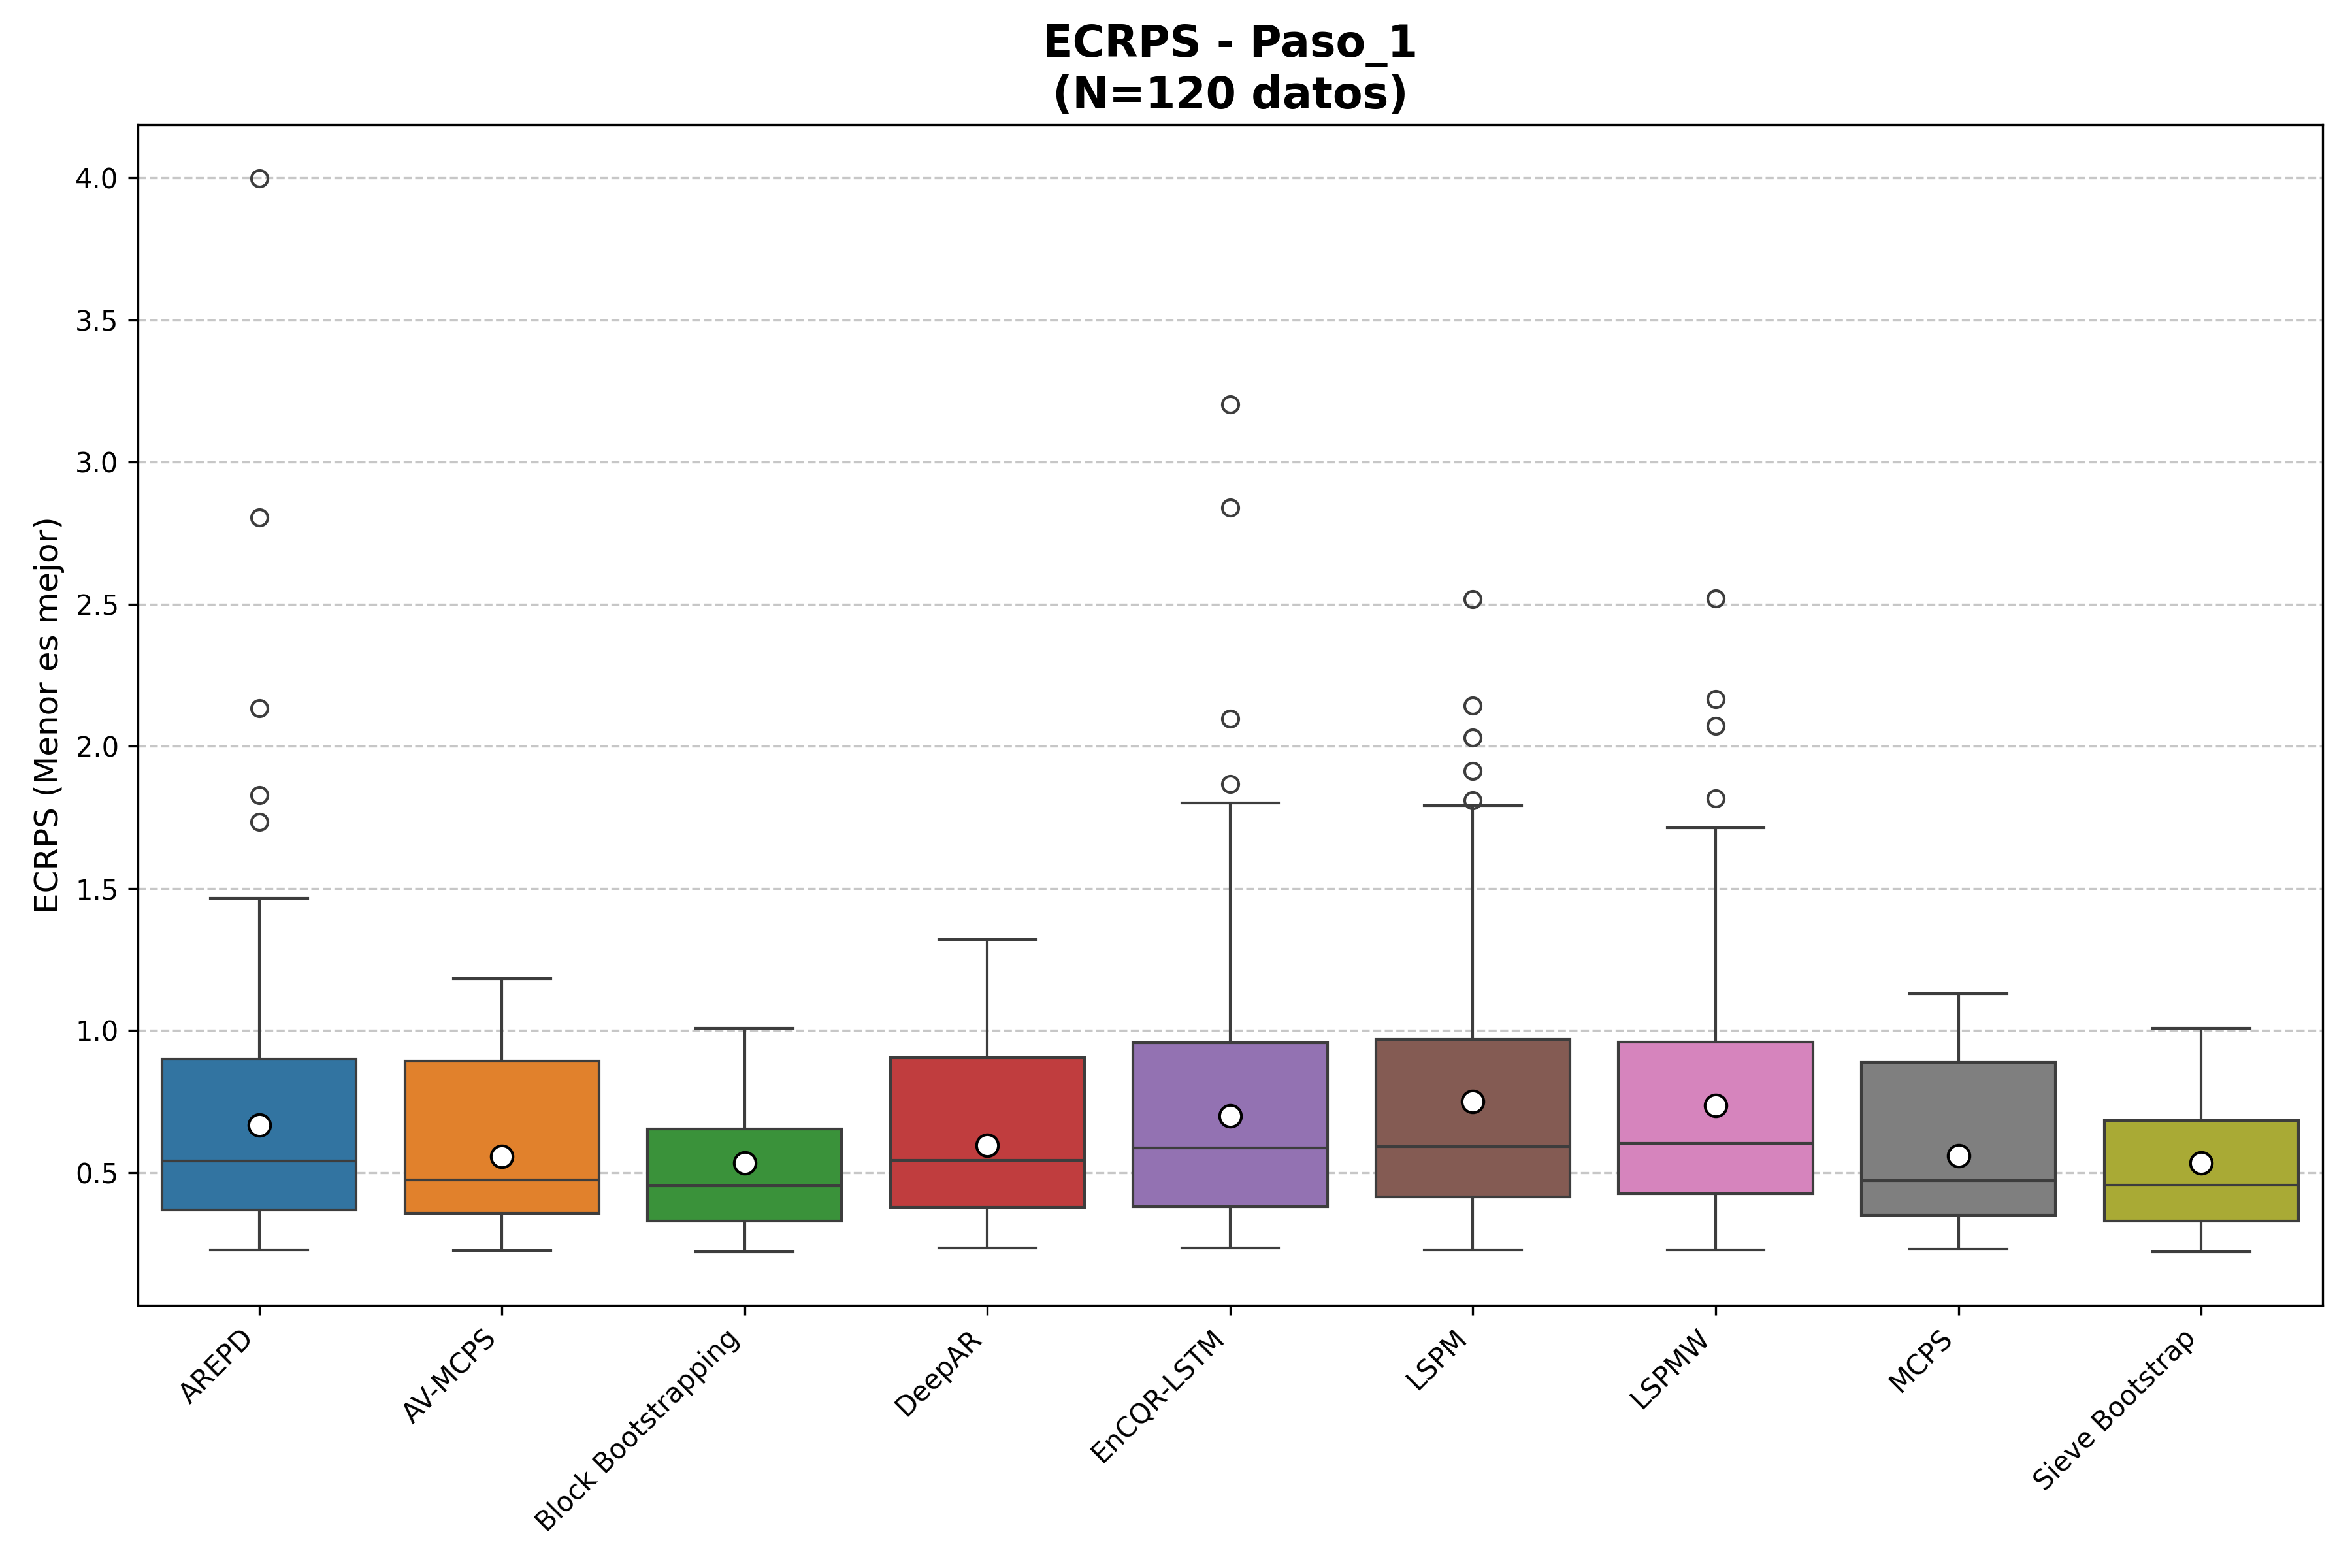 ECRPS - Paso_1
(N=120 datos)
ECRPS (Menor es mejor)
4.0
3.5
3.0
2.5
2.0
1.5
1.0
0.5
AREPD
AV-MCPS
Block Bootstrapping
DeepAR
EnCQR-LSTM
LSPM
LSPMW
MCPS
Sieve Bootstrap